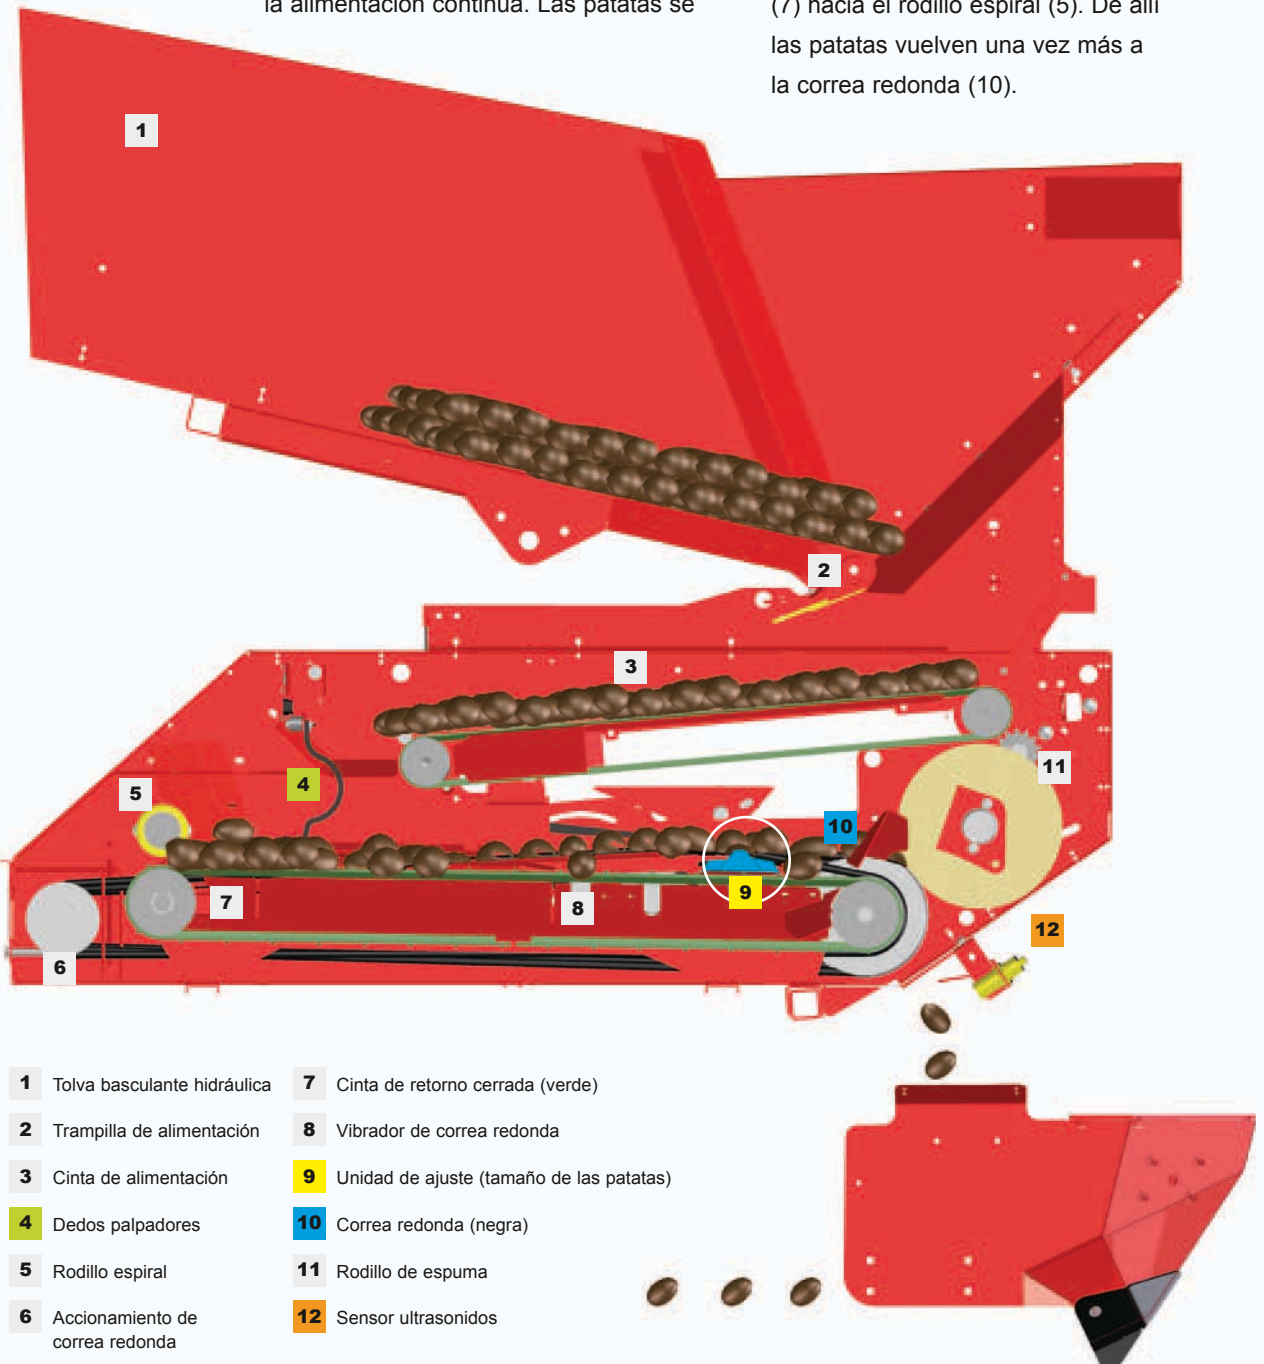 la alimentación continua. Las patatas se
(7) hacia el rodillo espiral (5). De allí
las patatas vuelven una vez más a
la correa redonda (10).
1
2
3
4
5
6
7
8
9
10
11
12
1 Tolva basculante hidráulica
2 Trampilla de alimentación
3 Cinta de alimentación
4 Dedos palpadores
5 Rodillo espiral
6 Accionamiento de
correa redonda
7 Cinta de retorno cerrada (verde)
8 Vibrador de correa redonda
9 Unidad de ajuste (tamaño de las patatas)
10 Correa redonda (negra)
11 Rodillo de espuma
12 Sensor ultrasonidos